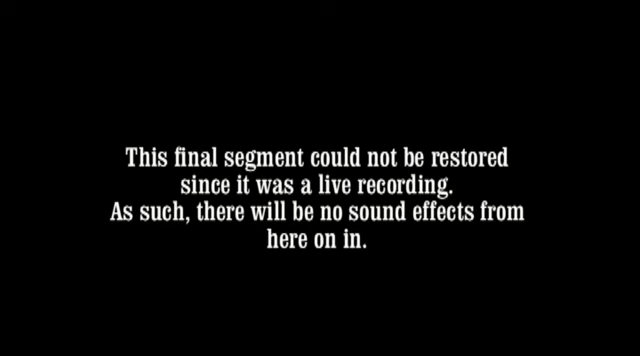 This final segment could not be restored
since it was a live recording.
As such, there will be no sound effects from
here on in.